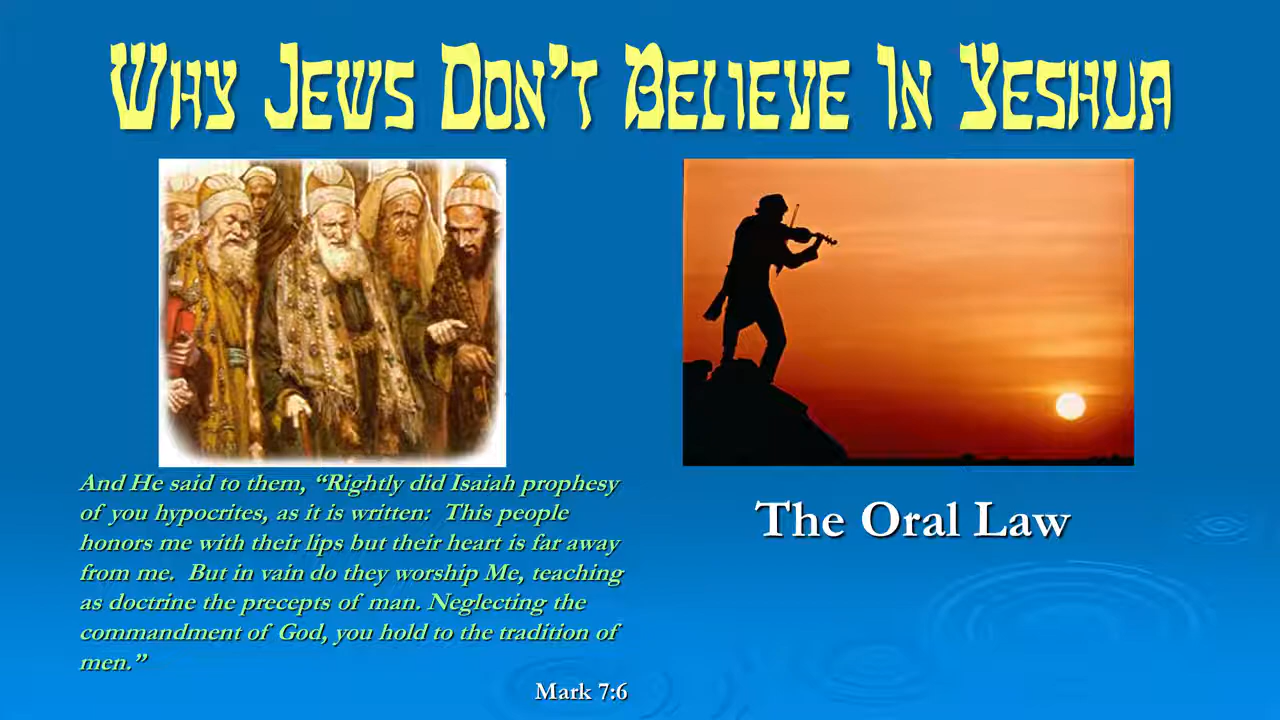 Why Jews Don't Believe In Yeshua
And He said to them, “Rightly did Isaiah prophesy
of you hypocrites, as it is written:  This people
honors me with their lips but their heart is far away
from me.  But in vain do they worship Me, teaching
as doctrine the precepts of man. Neglecting the
commandment of God, you hold to the tradition of
men.”
Mark 7:6
The Oral Law